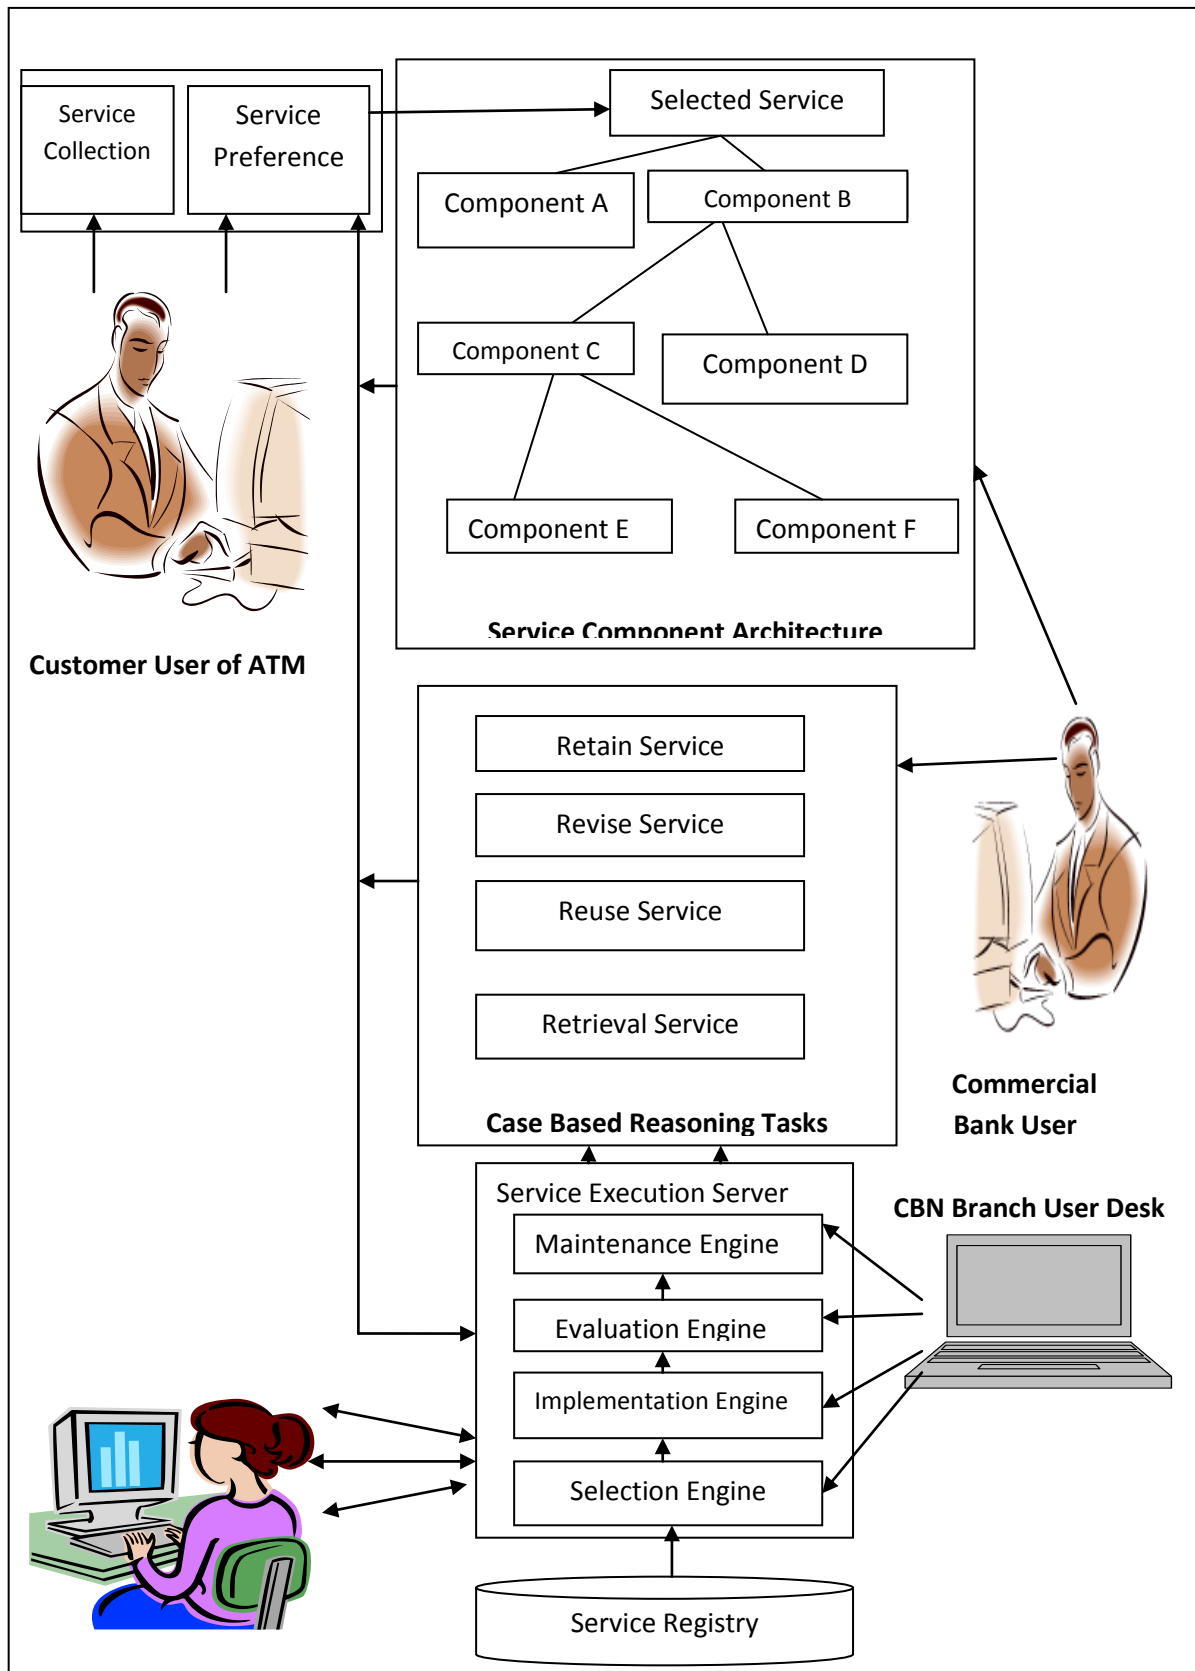 Service
Collection
Service
Preference
Selected Service
Component A
Component B
Component C
Component D
Component E
Component F
Service Component Architecture
Customer User of ATM
Retain Service
Revise Service
Reuse Service
Retrieval Service
Case Based Reasoning Tasks
Commercial
Bank User
Service Execution Server
Maintenance Engine
Evaluation Engine
Implementation Engine
Selection Engine
CBN Branch User Desk
Service Registry